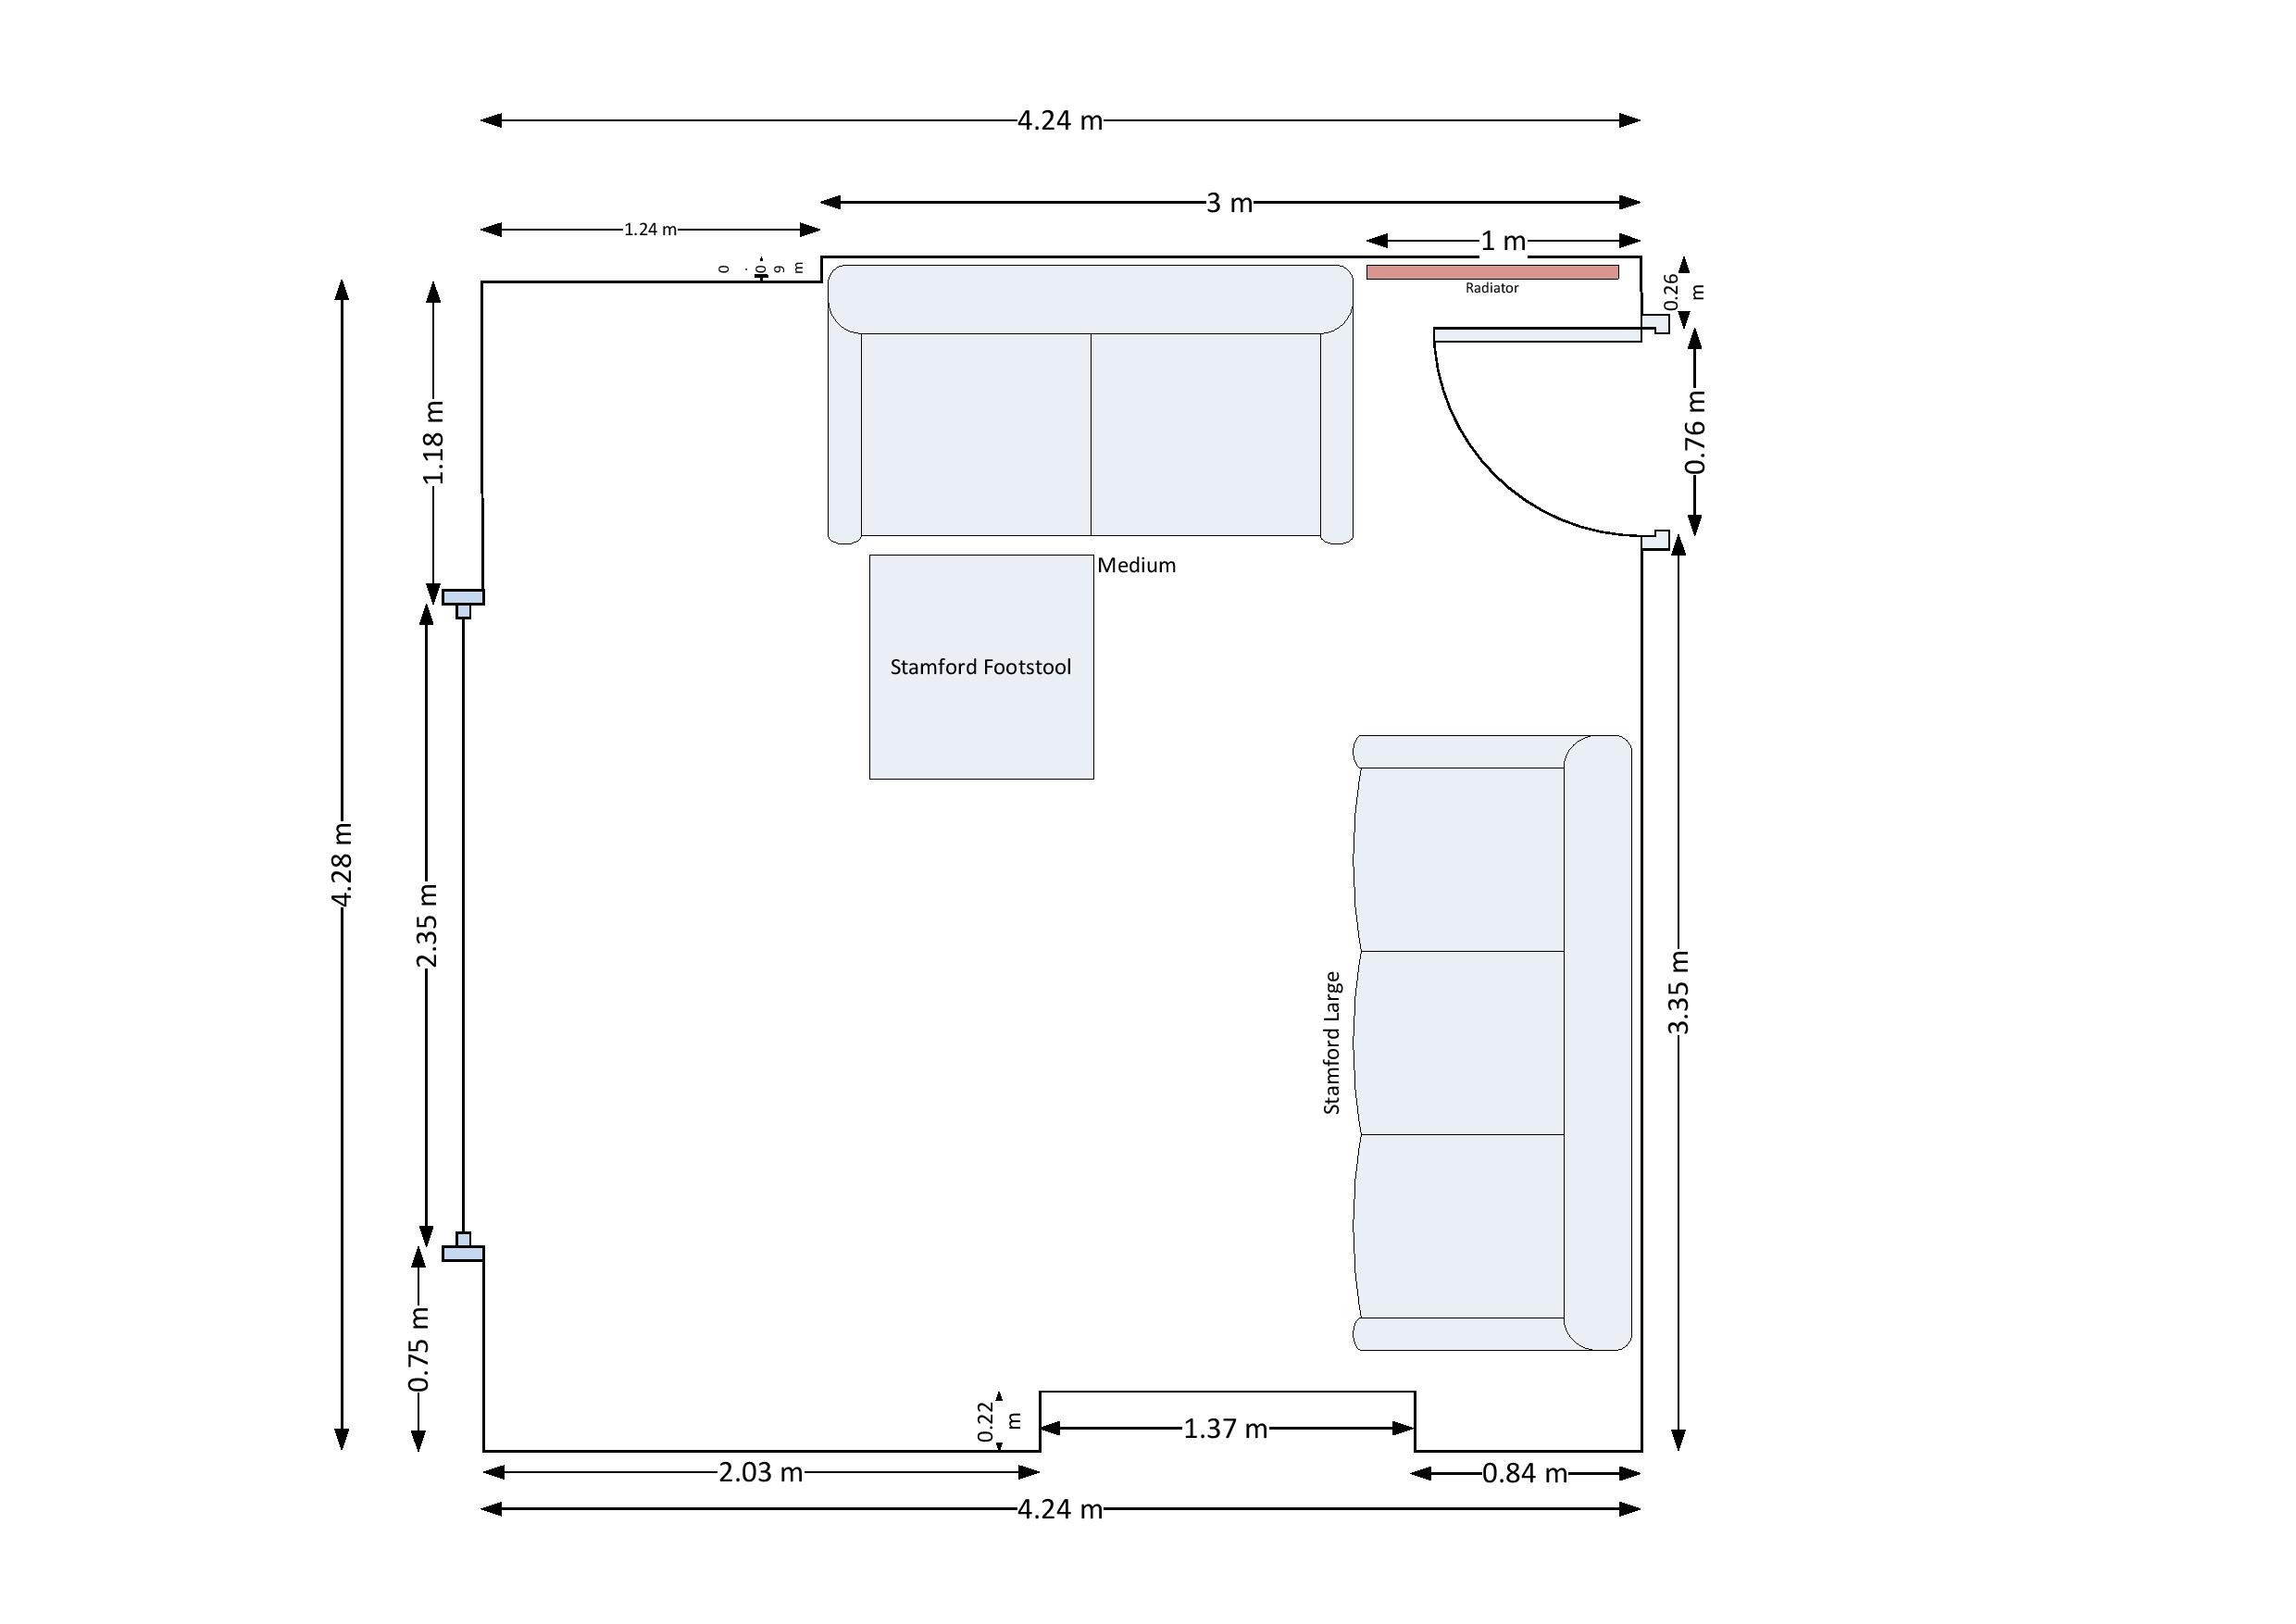 4.24 m
3 m
1.24 m
1 m
0.09 m
Radiator
0.26 m
1.18 m
0.76 m
Medium
Stamford Footstool
4.28 m
2.35 m
Stamford Large
3.35 m
0.75 m
0.22 m
1.37 m
2.03 m
0.84 m
4.24 m